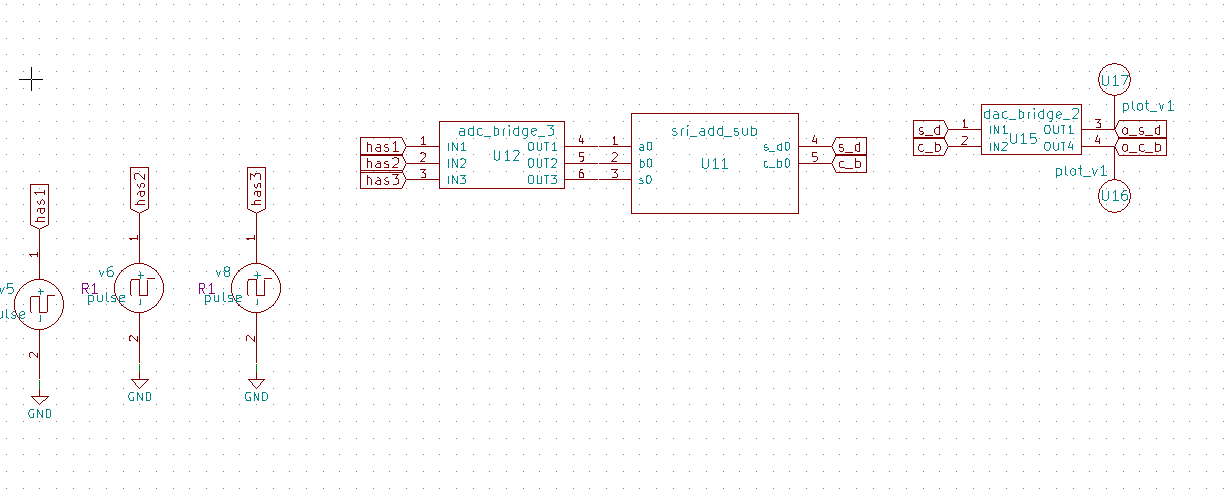 has1
1
v5
ulse
2
GND
has2
1
v6
R1
pulse
2
GND
has3
1
v8
R1
pulse
2
GND
has1 1 IN1
has2 2 IN2
has3 3 IN3
adc_bridge_3
U12
OUT1 4
OUT2 5
OUT3 6
1 a0
2 b0
3 s0
sri_add_sub
U11
s_d0 4 s_d
c_b0 5 c_b
s_d 1 IN1
c_b 2 IN2
dac_bridge_2
U15
OUT1 3 o_s_d
OUT4 4 o_c_b
U17
plot_v1
plot_v1
U16